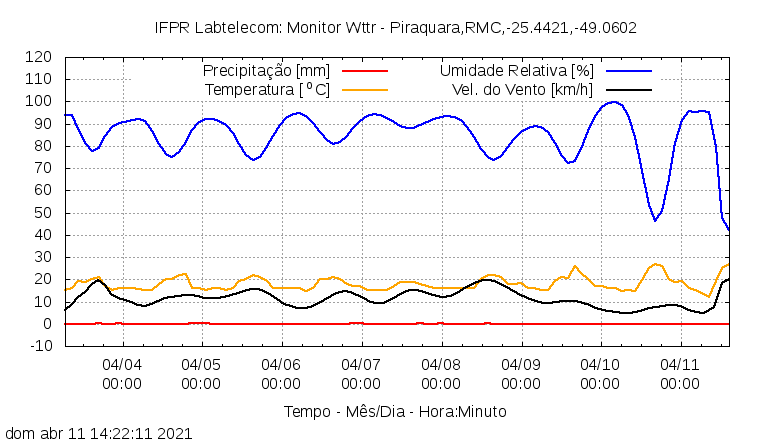 IFPR Labtelecom: Monitor Wttr - Piraquara,RMC,-25.4421,-49.0602
Precipitação [mm]
Umidade Relativa [%]
Temperatura [⁰C]
Vel. do Vento [km/h]
120
110
100
90
80
70
60
50
40
30
20
10
0
-10
04/04 04/05 04/06 04/07 04/08 04/09 04/10 04/11
00:00 00:00 00:00 00:00 00:00 00:00 00:00 00:00
Tempo - Mês/Dia - Hora:Minuto
dom abr 11 14:22:11 2021